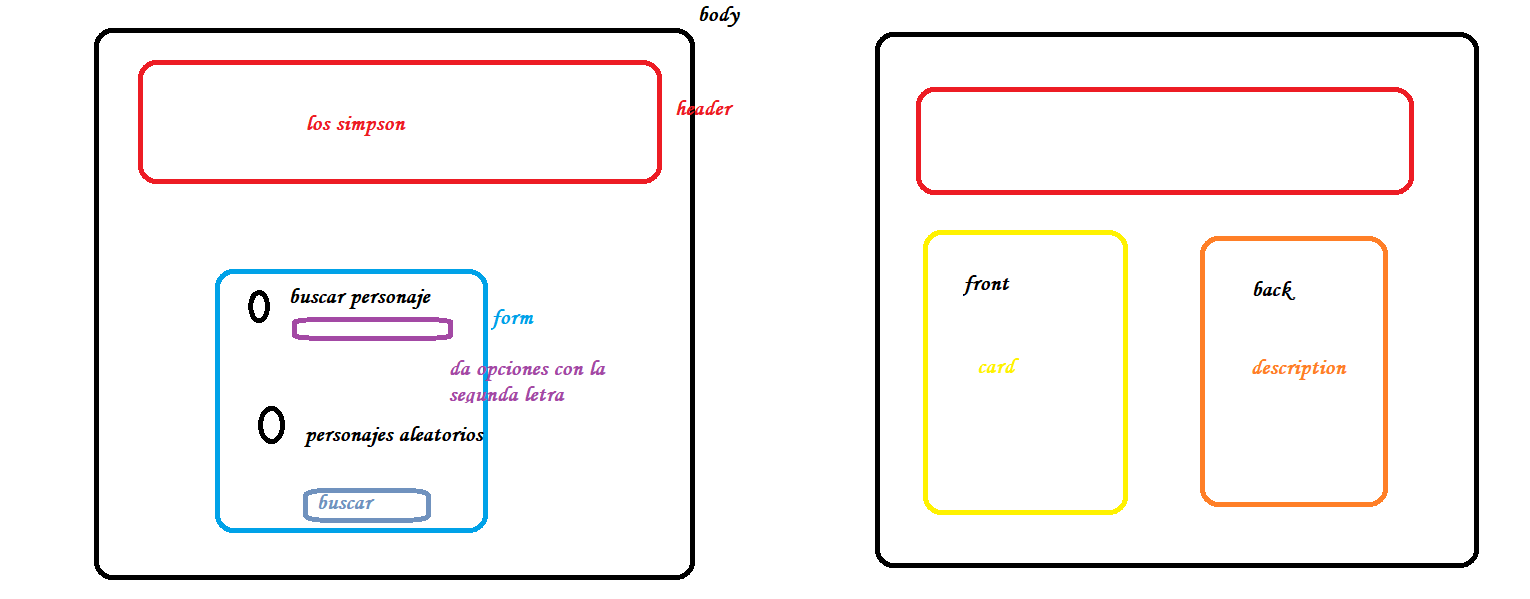 body
header
los simpson
buscar personaje
form
da opciones con la
segunda letra
personajes aleatorios
buscar
front
card
back
description